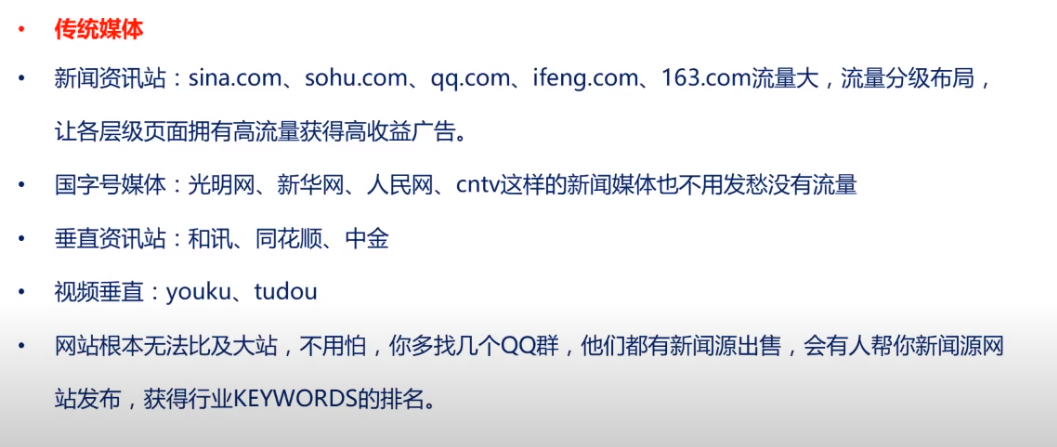 • 传统媒体
• 新闻资讯站：sina.com、sohu.com、qq.com、ifeng.com、163.com流量大，流量分级布局，
让各层级页面拥有高流量获得高收益广告。
• 国字号媒体：光明网、新华网、人民网、cntv这样的新闻媒体也不用发愁没有流量
• 垂直资讯站：和讯、同花顺、中金
• 视频垂直：youku、tudou
• 网站根本无法比及大站，不用怕，你多找几个QQ群，他们都有新闻源出售，会有人帮你新闻源网
站发布，获得行业KEYWORDS的排名。